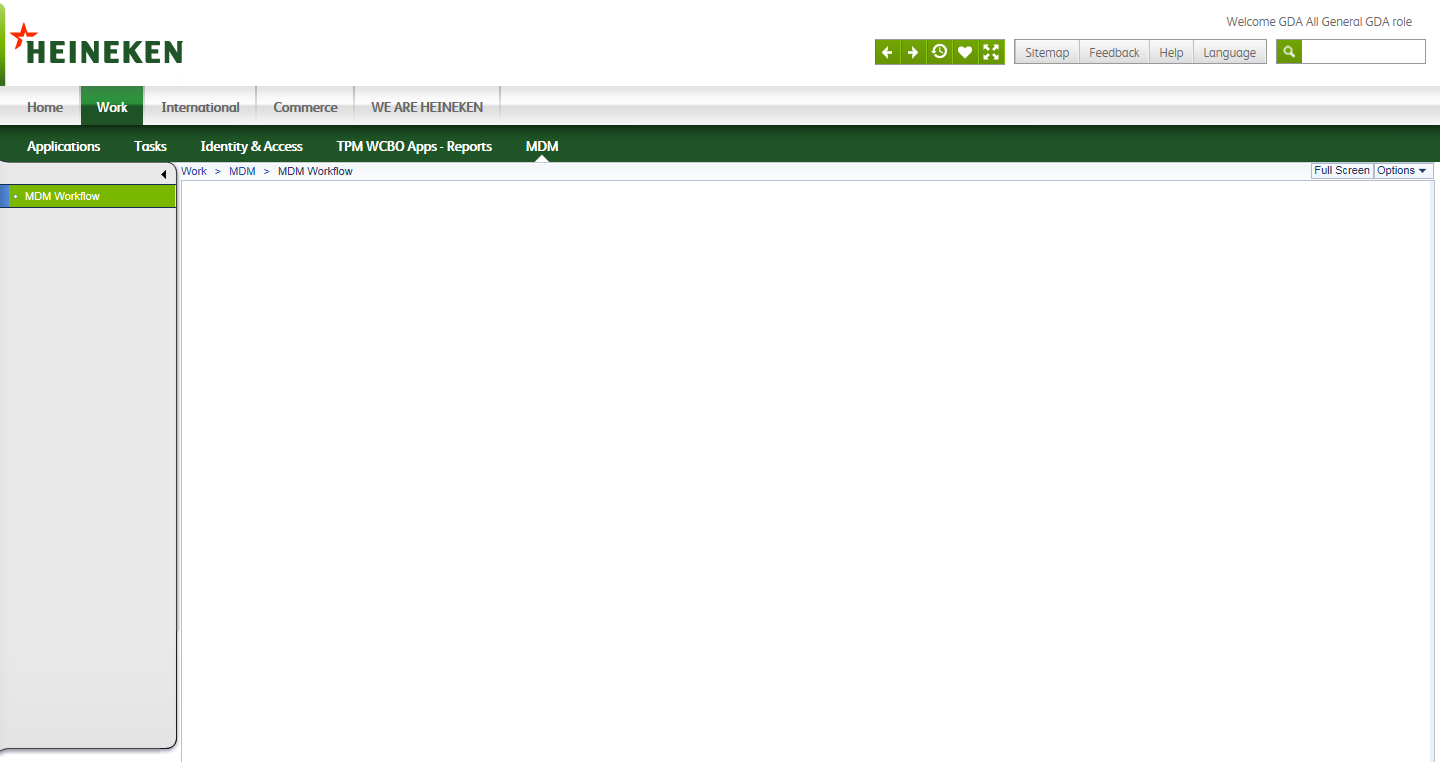 Welcome GDA All General GDA role
HEINEKEN
Sitemap Feedback Help Language
Home Work International Commerce WE ARE HEINEKEN
Applications Tasks Identity & Access TPM WCBO Apps - Reports MDM
Work > MDM > MDM Workflow Full Screen Options
MDM Workflow